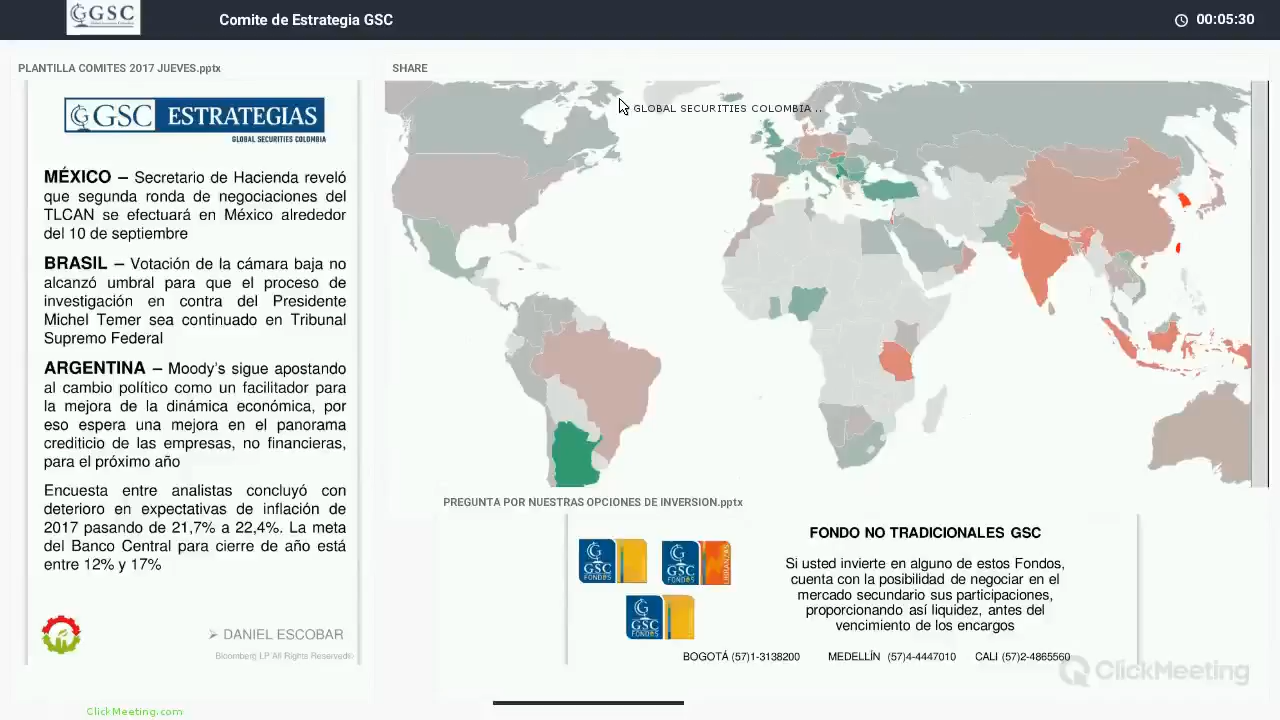 GSC
Comite de Estrategia GSC
00:05:30
PLANTILLA COMITES 2017 JUEVES.pptx
GSC ESTRATEGIAS
GLOBAL SECURITIES COLOMBIA
MÉXICO – Secretario de Hacienda reveló
que segunda ronda de negociaciones del
TLCAN se efectuará en México alrededor
del 10 de septiembre
BRASIL – Votación de la cámara baja no
alcanzó umbral para que el proceso de
investigación en contra del Presidente
Michel Temer sea continuado en Tribunal
Supremo Federal
ARGENTINA – Moody's sigue apostando
al cambio político como un facilitador para
la mejora de la dinámica económica, por
eso espera una mejora en el panorama
crediticio de las empresas, no financieras,
para el próximo año
Encuesta entre analistas concluyó con
deterioro en expectativas de inflación de
2017 pasando de 21,7% a 22,4%. La meta
del Banco Central para cierre de año está
entre 12% y 17%
➢ DANIEL ESCOBAR
Bloomberg LP All Rights Reserved©
ClickMeeting.com
SHARE
GLOBAL SECURITIES COLOMBIA ..
PREGUNTA POR NUESTRAS OPCIONES DE INVERSION.pptx
GSC
FONDOS
GSC
FONDOS
LIBRANZAS
GSC
FONDOS
FONDO NO TRADICIONALES GSC
Si usted invierte en alguno de estos Fondos,
cuenta con la posibilidad de negociar en el
mercado secundario sus participaciones,
proporcionando así liquidez, antes del
vencimiento de los encargos
BOGOTÁ (57)1-3138200 MEDELLÍN (57)4-4447010 CALI (57)2-4865560
ClickMeeting